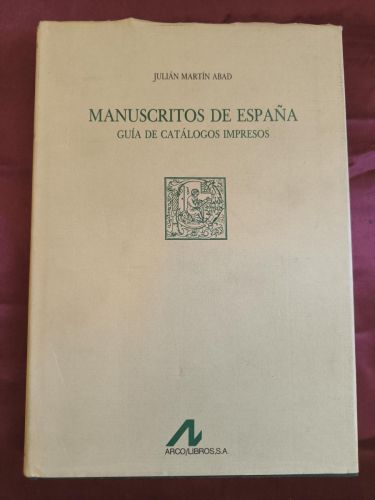 JULIÁN MARTÍN ABAD
MANUSCRITOS DE ESPAÑA
GUÍA DE CATÁLOGOS IMPRESOS
ARCO/LIBROS,S.A.